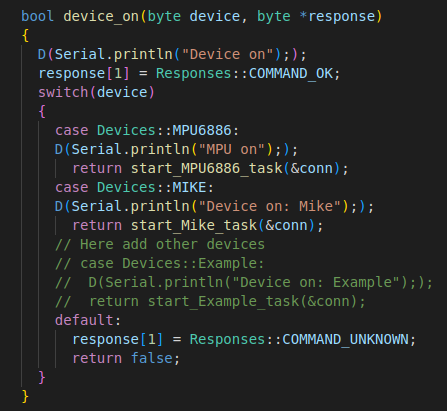 bool device_on(byte device, byte *response)
{
  D(Serial.println("Device on"););
  response[1] = Responses::COMMAND_OK;
  switch(device)
  {
    case Devices::MPU6886:
    D(Serial.println("MPU on"););
      return start_MPU6886_task(&conn);
    case Devices::MIKE:
    D(Serial.println("Device on: Mike"););
      return start_Mike_task(&conn);
    // Here add other devices
    // case Devices::Example:
    //  D(Serial.println("Device on: Example"););
    //  return start_Example_task(&conn);
    default:
      response[1] = Responses::COMMAND_UNKNOWN;
      return false;
  }
}